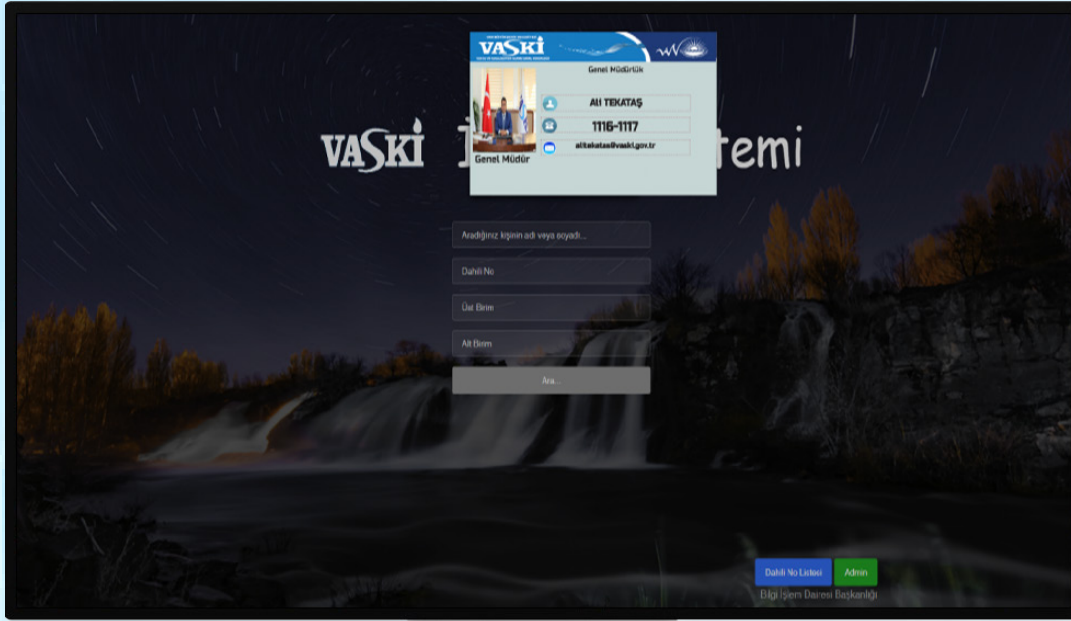 VASKİ
Genel Müdürlük
Ali TEKATAŞ
1116-1117
alitekatas@vaski.gov.tr
Genel Müdür
VASKİ
temi
Aradığınız kişinin adı veya soyadı...
Dahili No
Üst Birim
Alt Birim
Ara...
Dahili No Listesi
Admin
Bilgi İşlem Dairesi Başkanlığı